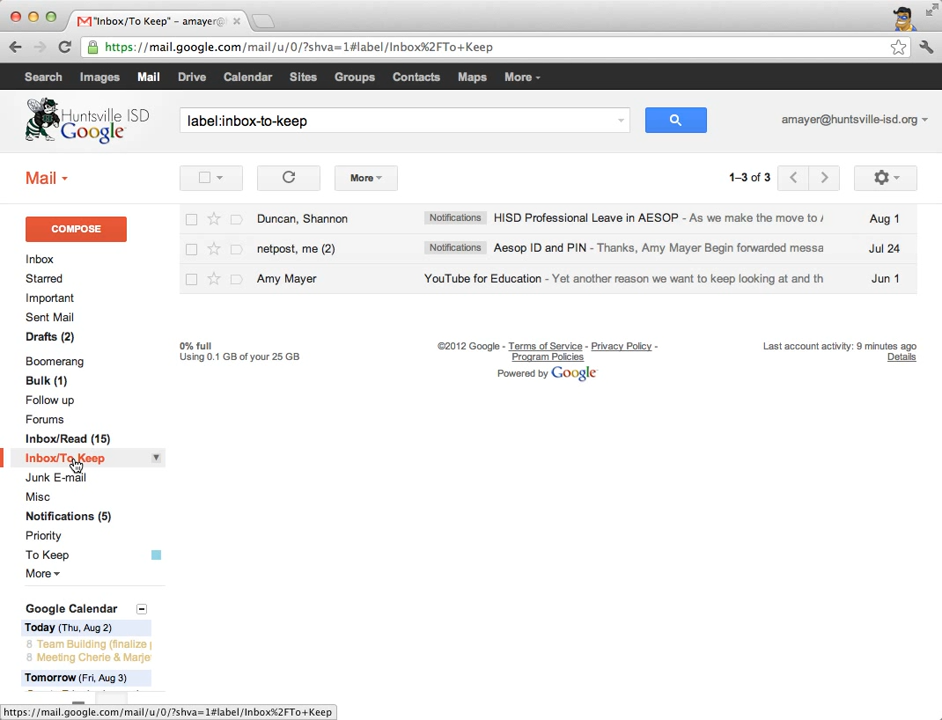 "Inbox/To Keep" – amayer@
https://mail.google.com/mail/u/0/?shva=1#label/Inbox%2FTo+Keep
Search Images Mail Drive Calendar Sites Groups Contacts Maps More
Huntsville ISD
Google
label:inbox-to-keep
amayer@huntsville-isd.org
Mail
More
1–3 of 3
COMPOSE
Duncan, Shannon Notifications HISD Professional Leave in AESOP - As we make the move to Aug 1
netpost, me (2) Notifications Aesop ID and PIN - Thanks, Amy Mayer Begin forwarded messa Jul 24
Amy Mayer YouTube for Education - Yet another reason we want to keep looking at and th Jun 1
Inbox
Starred
Important
Sent Mail
Drafts (2)
Boomerang
Bulk (1)
Follow up
Forums
Inbox/Read (15)
Inbox/To Keep
Junk E-mail
Misc
Notifications (5)
Priority
To Keep
More
0% full
Using 0.1 GB of your 25 GB
©2012 Google - Terms of Service - Privacy Policy -
Program Policies
Powered by Google
Last account activity: 9 minutes ago
Details
Google Calendar
Today (Thu, Aug 2)
8 Team Building (finalize
8 Meeting Cherie & Marje
Tomorrow (Fri, Aug 3)
https://mail.google.com/mail/u/0/?shva=1#label/Inbox%2FTo+Keep